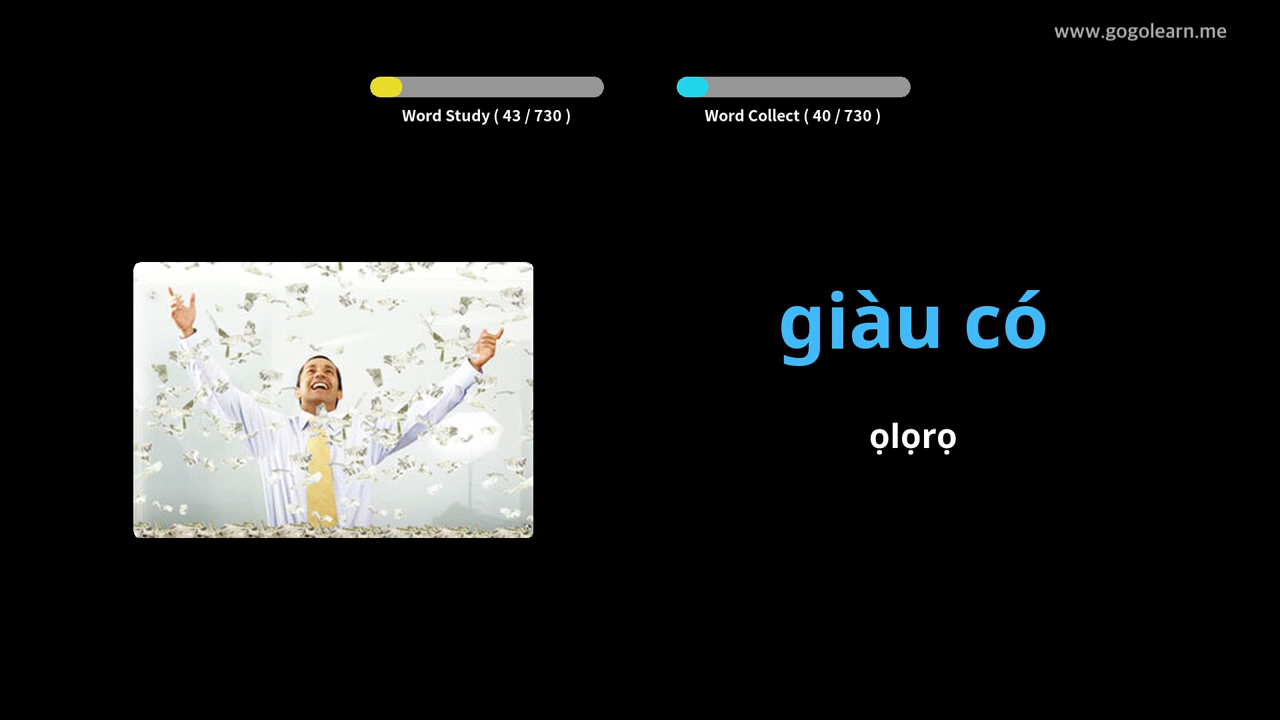 www.gogolearn.me
Word Study ( 43 / 730 )
Word Collect ( 40 / 730 )
giàu có
ọlọrọ